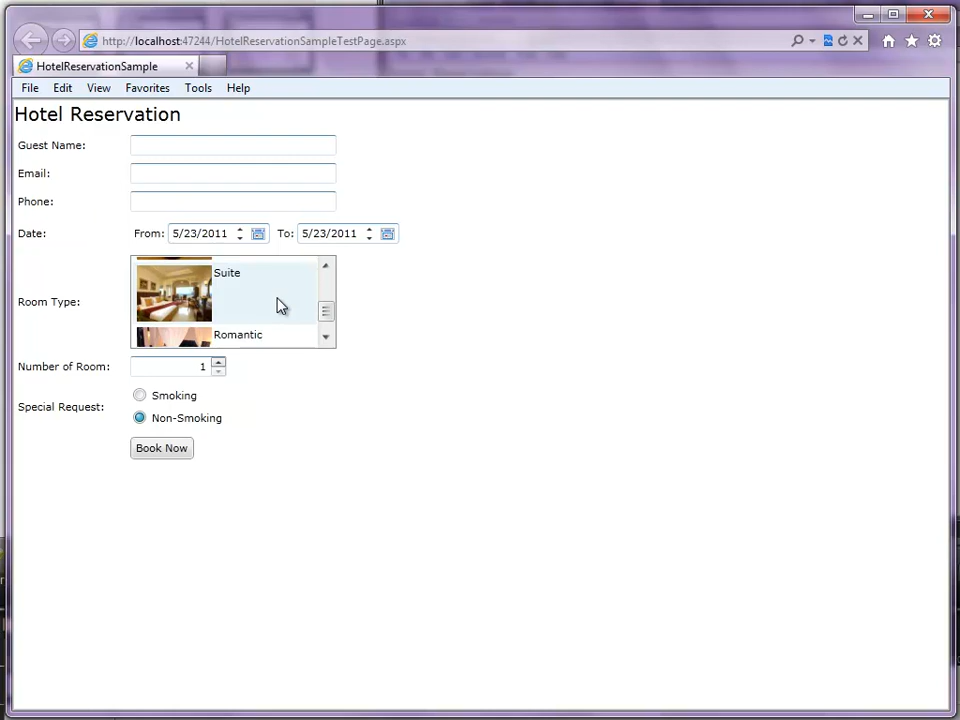 http://localhost:47244/HotelReservationSampleTestPage.aspx
HotelReservationSample
File Edit View Favorites Tools Help
Hotel Reservation
Guest Name:
Email:
Phone:
Date: From: 5/23/2011 To: 5/23/2011
Suite
Room Type:
Romantic
Number of Room: 1
Smoking
Special Request:
Non-Smoking
Book Now